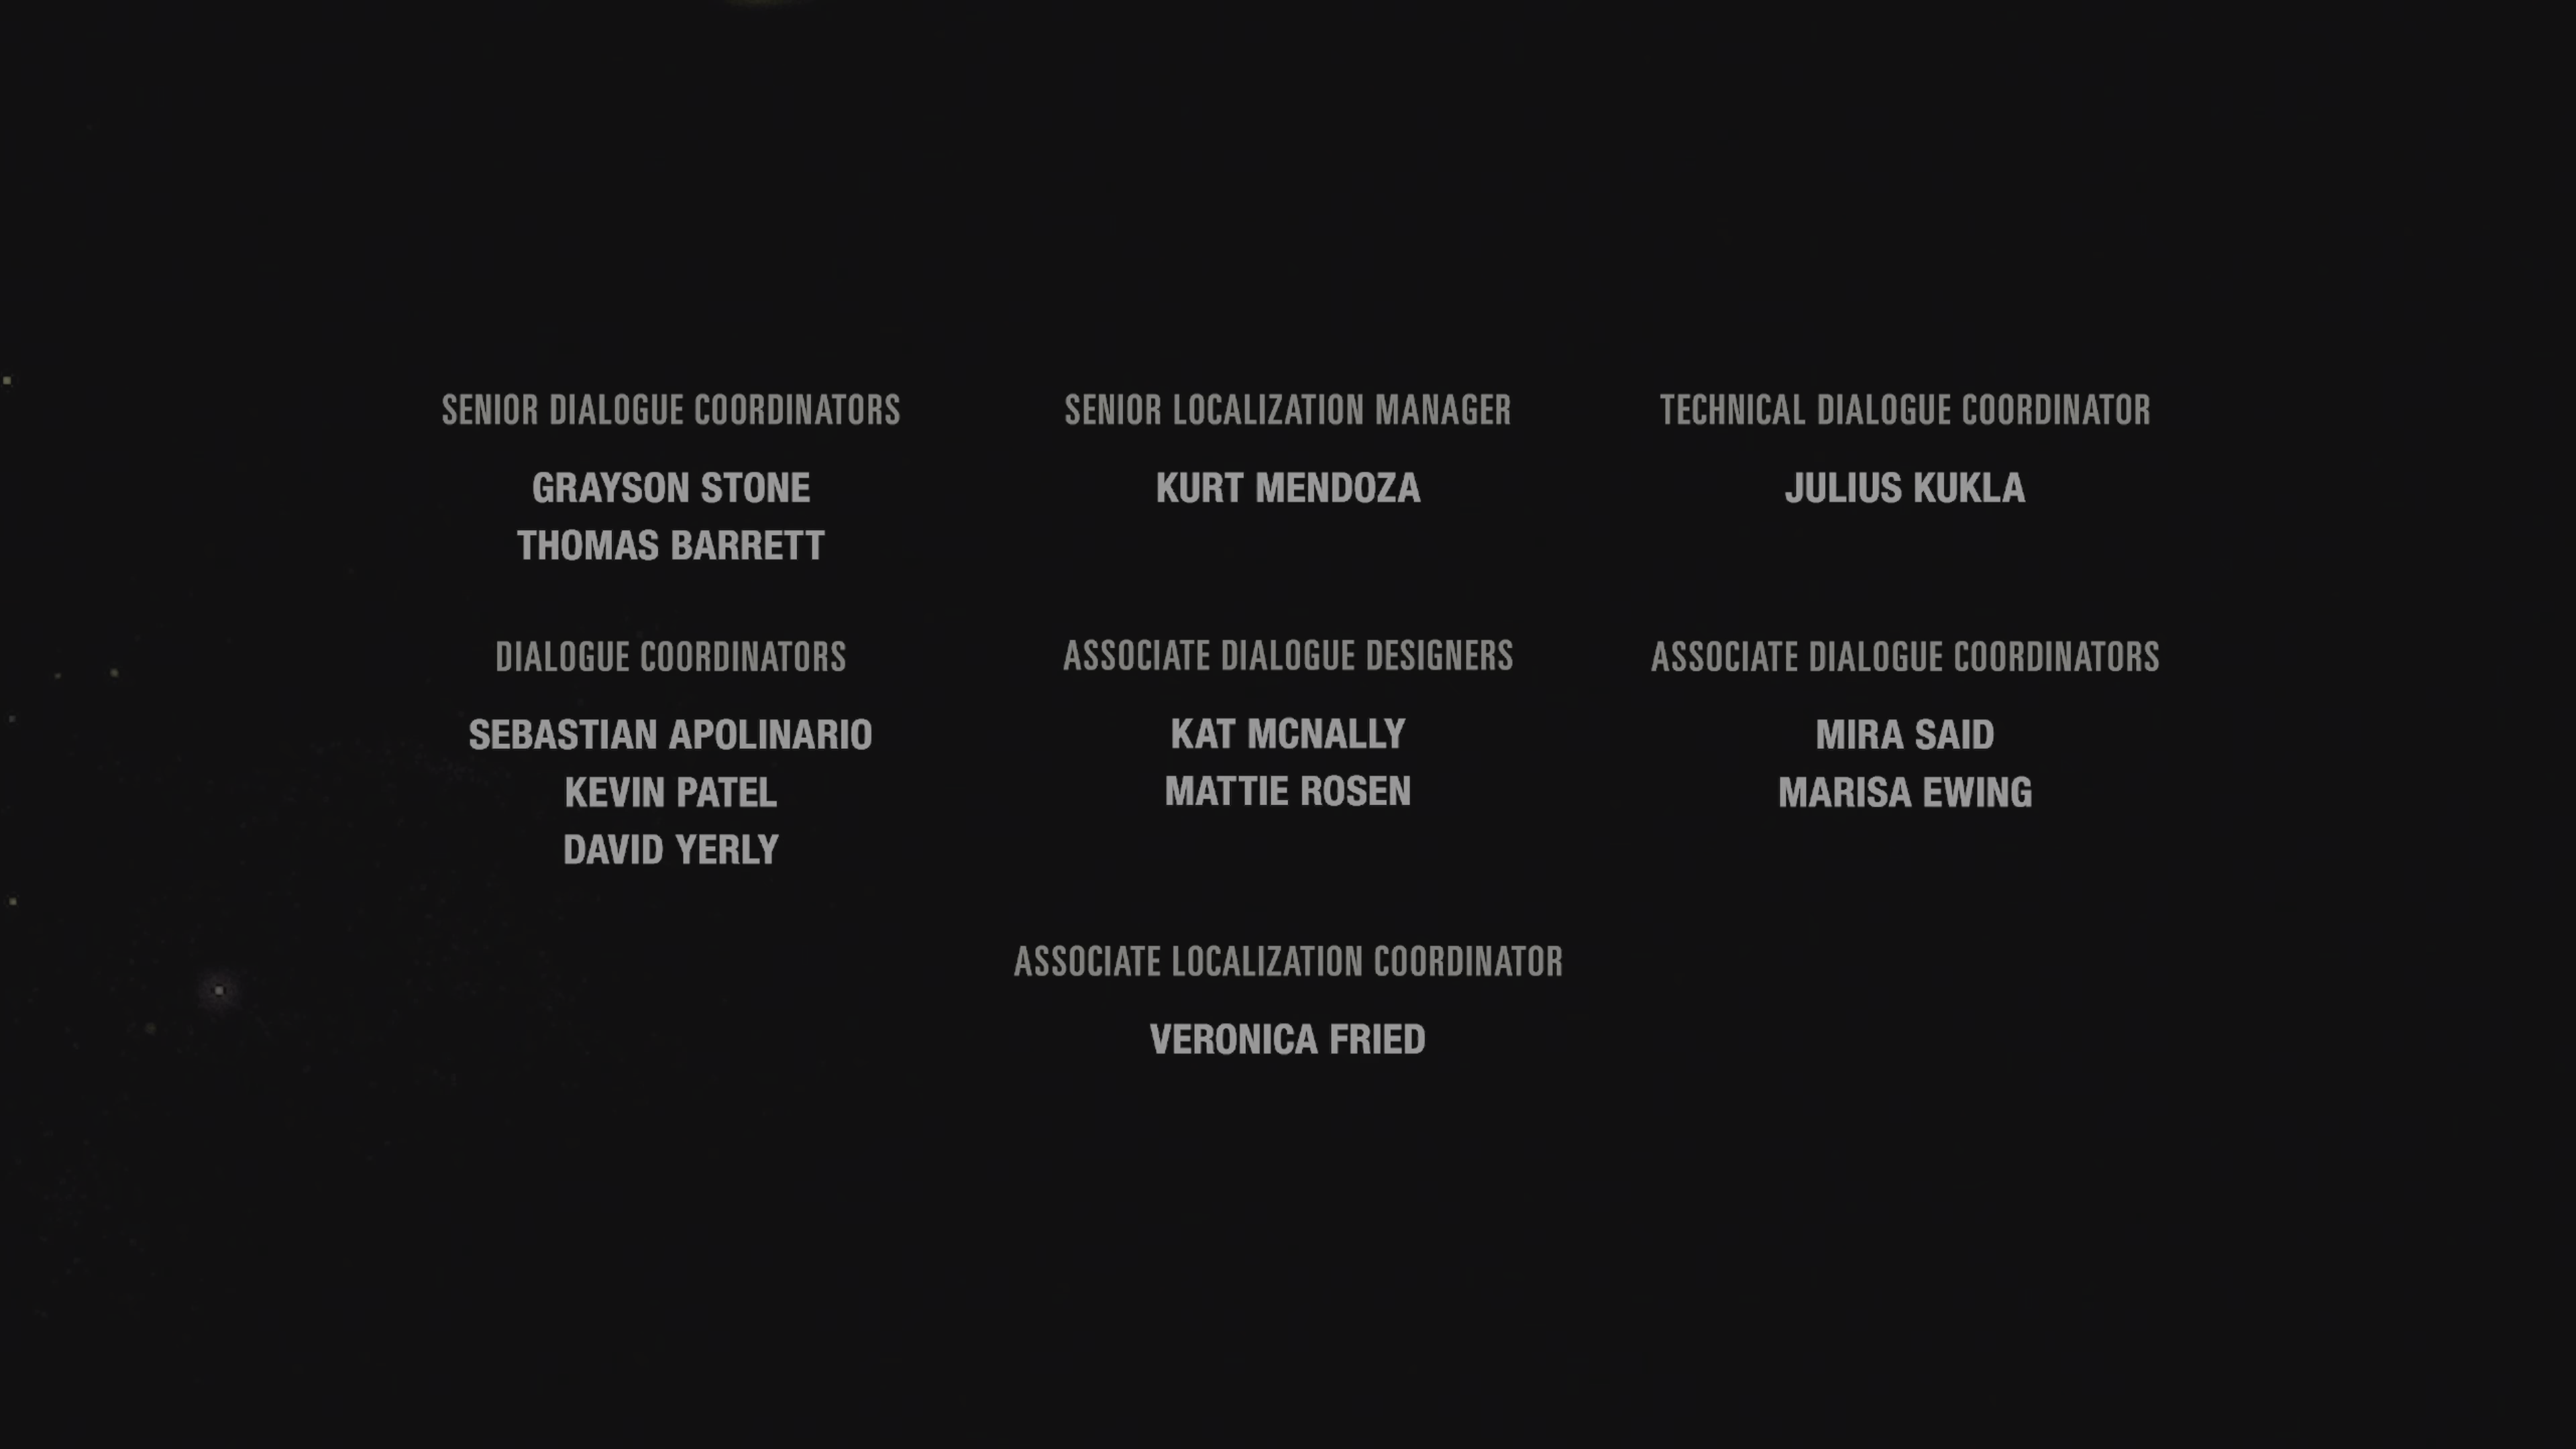 SENIOR DIALOGUE COORDINATORS
GRAYSON STONE
THOMAS BARRETT
SENIOR LOCALIZATION MANAGER
KURT MENDOZA
TECHNICAL DIALOGUE COORDINATOR
JULIUS KUKLA
DIALOGUE COORDINATORS
SEBASTIAN APOLINARIO
KEVIN PATEL
DAVID YERLY
ASSOCIATE DIALOGUE DESIGNERS
KAT MCNALLY
MATTIE ROSEN
ASSOCIATE DIALOGUE COORDINATORS
MIRA SAID
MARISA EWING
ASSOCIATE LOCALIZATION COORDINATOR
VERONICA FRIED